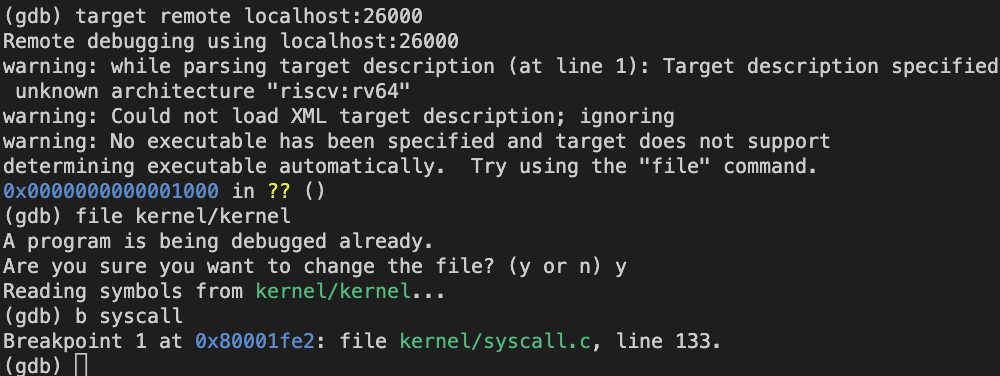 (gdb) target remote localhost:26000
Remote debugging using localhost:26000
warning: while parsing target description (at line 1): Target description specified
 unknown architecture "riscv:rv64"
warning: Could not load XML target description; ignoring
warning: No executable has been specified and target does not support
determining executable automatically.  Try using the "file" command.
0x0000000000001000 in ?? ()
(gdb) file kernel/kernel
A program is being debugged already.
Are you sure you want to change the file? (y or n) y
Reading symbols from kernel/kernel...
(gdb) b syscall
Breakpoint 1 at 0x80001fe2: file kernel/syscall.c, line 133.
(gdb)